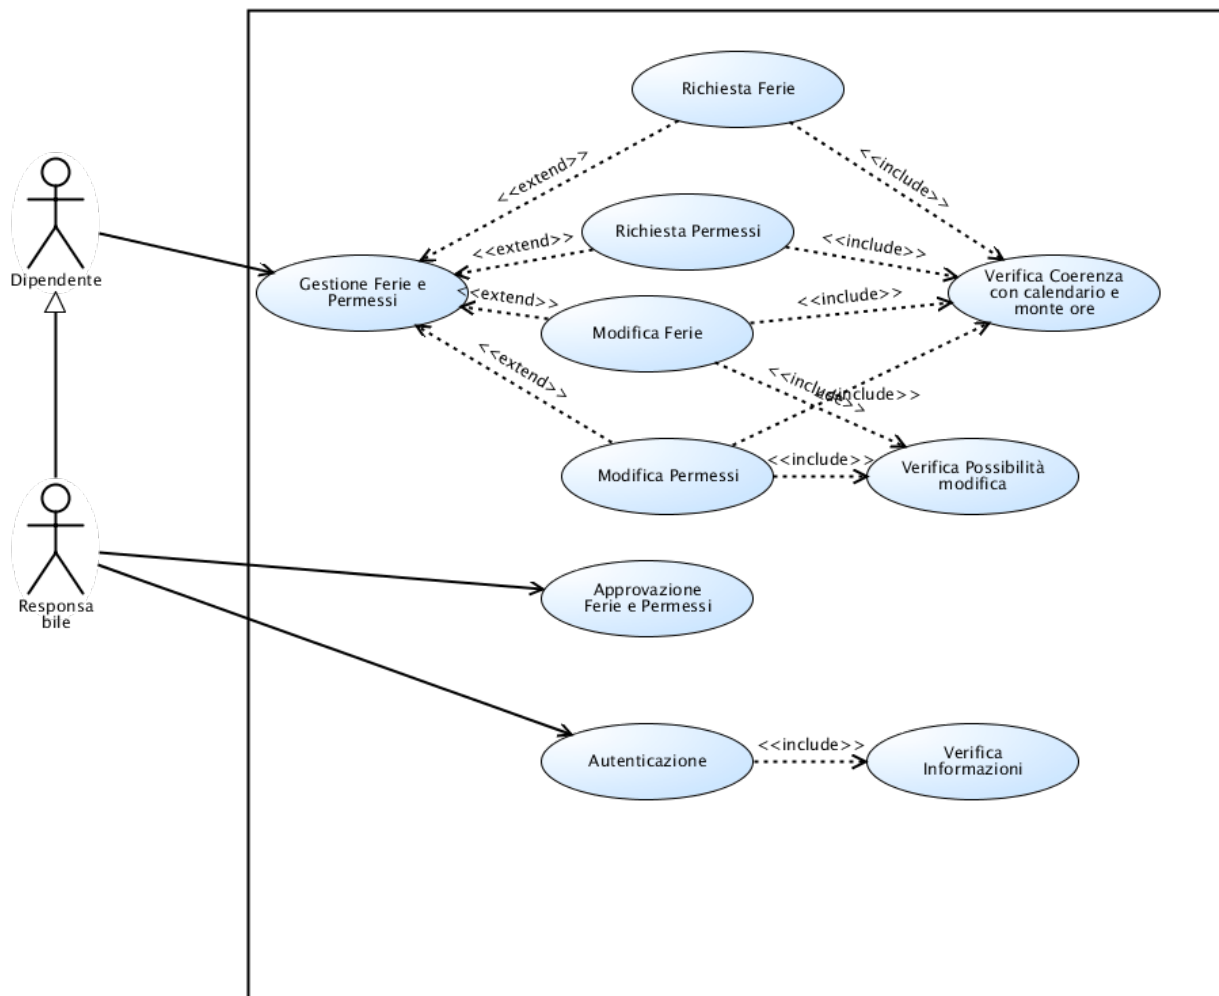 Richiesta Ferie
<<extend>>
<<include>>
Dipendente
Richiesta Permessi
<<extend>>
<<include>>
Gestione Ferie e
Permessi
Verifica Coerenza
con calendario e
monte ore
<<extend>>
<<include>>
Modifica Ferie
<<extend>>
<<include>>
<<include>>
Modifica Permessi
<<include>>
Verifica Possibilità
modifica
Responsa
bile
Approvazione
Ferie e Permessi
Autenticazione
<<include>>
Verifica
Informazioni